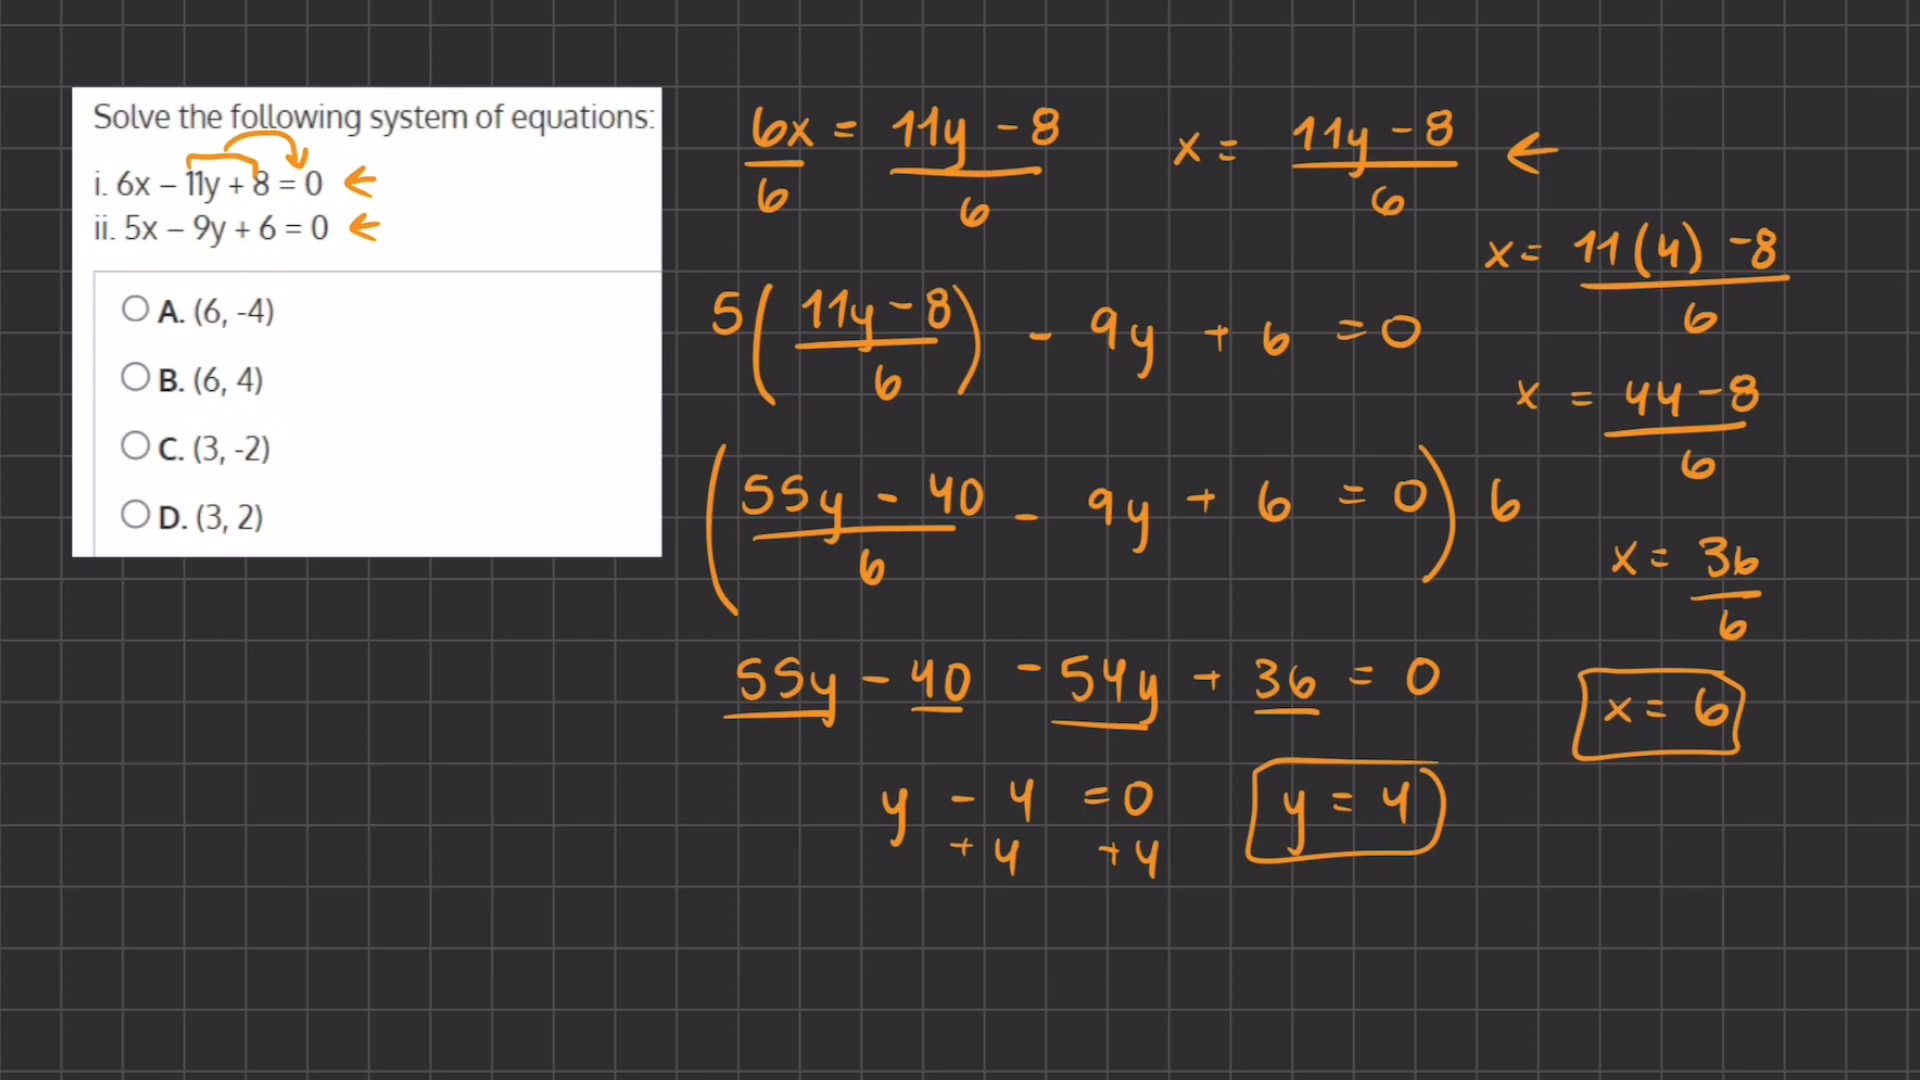 Solve the following system of equations:
i. 6x – 11y + 8 = 0 ←
ii. 5x – 9y + 6 = 0 ←
A. (6, -4)
B. (6, 4)
C. (3, -2)
D. (3, 2)
6x = 11y - 8
6 6
x = 11y - 8 ←
6
5 ( 11y - 8 ) - 9y + 6 = 0
6
( 55y - 40 - 9y + 6 = 0 ) 6
6
55y - 40 - 54y + 36 = 0
y - 4 = 0
+ 4 + 4
y = 4
x = 11(4) - 8
6
x = 44 - 8
6
x = 36
6
x = 6